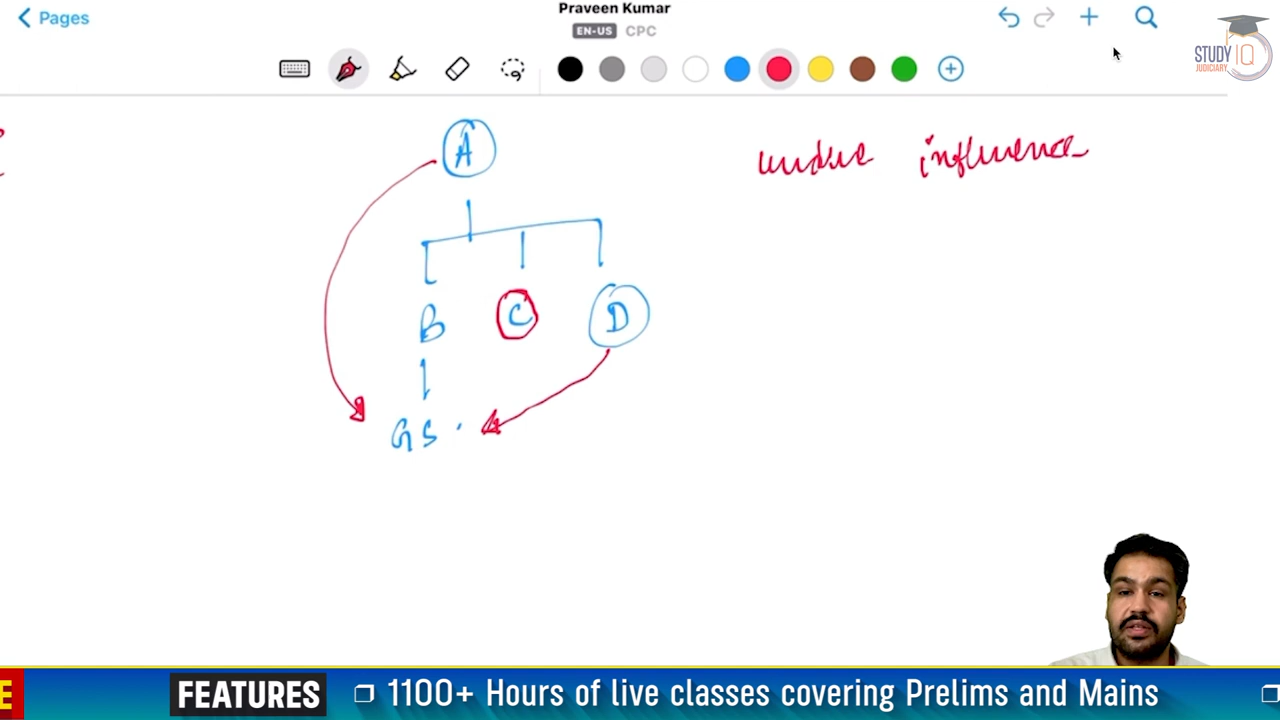 Pages
Praveen Kumar
EN-US CPC
STUDY IQ
JUDICIARY
A
undue influence
B C D
GS
E
FEATURES
1100+ Hours of live classes covering Prelims and Mains